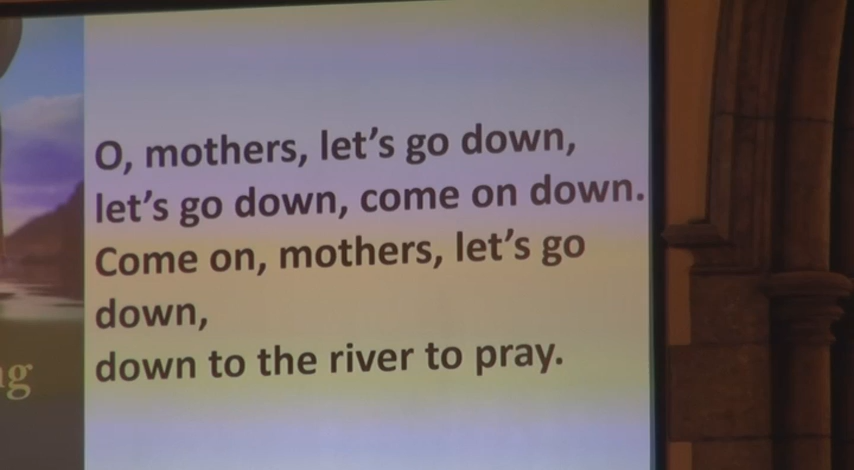 O, mothers, let's go down,
let's go down, come on down.
Come on, mothers, let's go
down,
down to the river to pray.